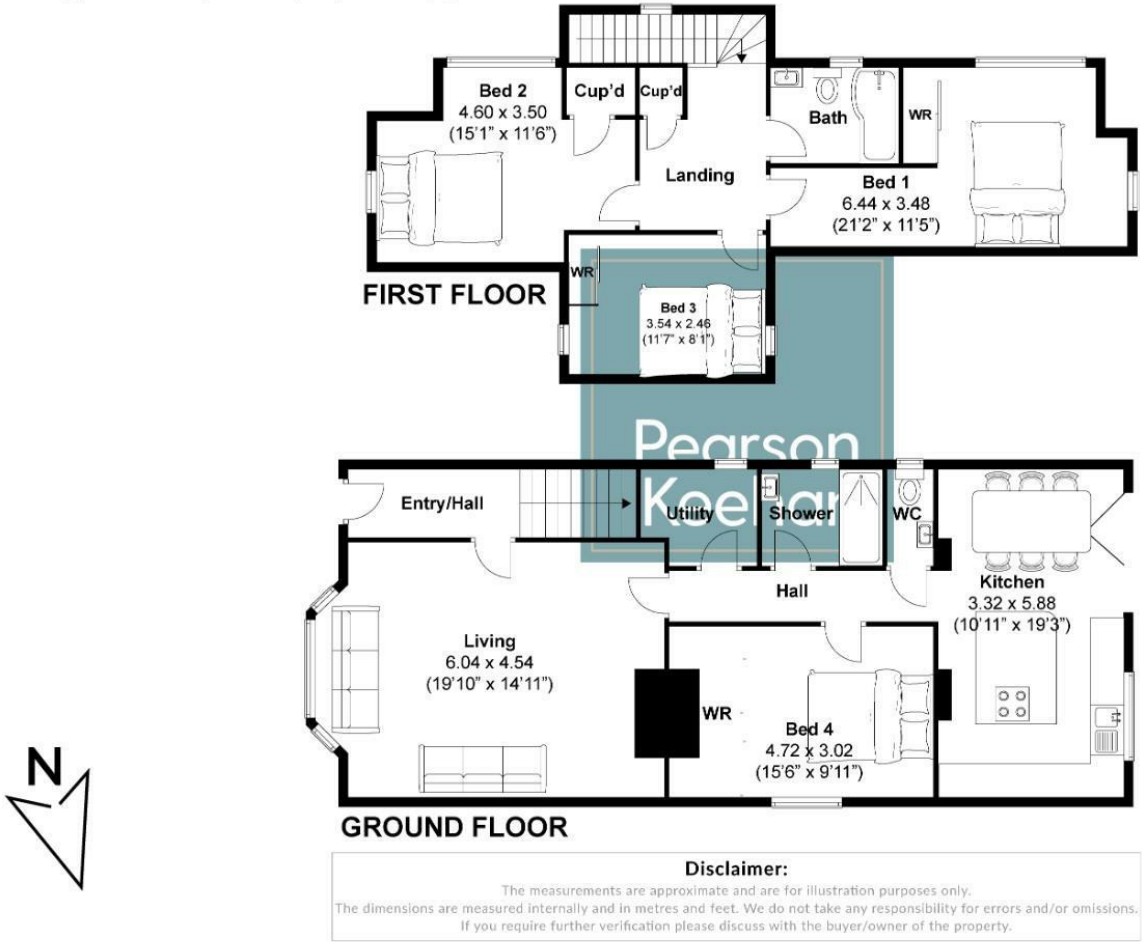 Bed 2
4.60 x 3.50
(15'1" x 11'6")
Cup'd
Cup'd
Bath
WR
Landing
Bed 1
6.44 x 3.48
(21'2" x 11'5")
WR
FIRST FLOOR
Bed 3
3.54 x 2.46
(11'7" x 8'1")
Pearson
Keehan
Entry/Hall
Utility
Shower
WC
Kitchen
3.32 x 5.88
(10'11" x 19'3")
Hall
Living
6.04 x 4.54
(19'10" x 14'11")
WR
Bed 4
4.72 x 3.02
(15'6" x 9'11")
N
GROUND FLOOR
Disclaimer:
The measurements are approximate and are for illustration purposes only.
The dimensions are measured internally and in metres and feet. We do not take any responsibility for errors and/or omissions.
If you require further verification please discuss with the buyer/owner of the property.